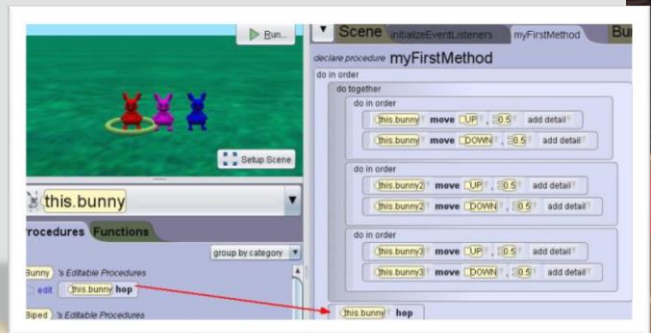 Run...
Setup Scene
this.bunny
rocedures Functions
group by category
Bunny 's Editable Procedures
edit this.bunny hop
Biped 's Editable Procedures
Scene initializeEventListeners myFirstMethod Bu
declare procedure myFirstMethod
do in order
do together
do in order
this.bunny move UP , 0.5 add detail
this.bunny move DOWN , 0.5 add detail
do in order
this.bunny2 move UP , 0.5 add detail
this.bunny2 move DOWN , 0.5 add detail
do in order
this.bunny3 move UP , 0.5 add detail
this.bunny3 move DOWN , 0.5 add detail
this.bunny hop